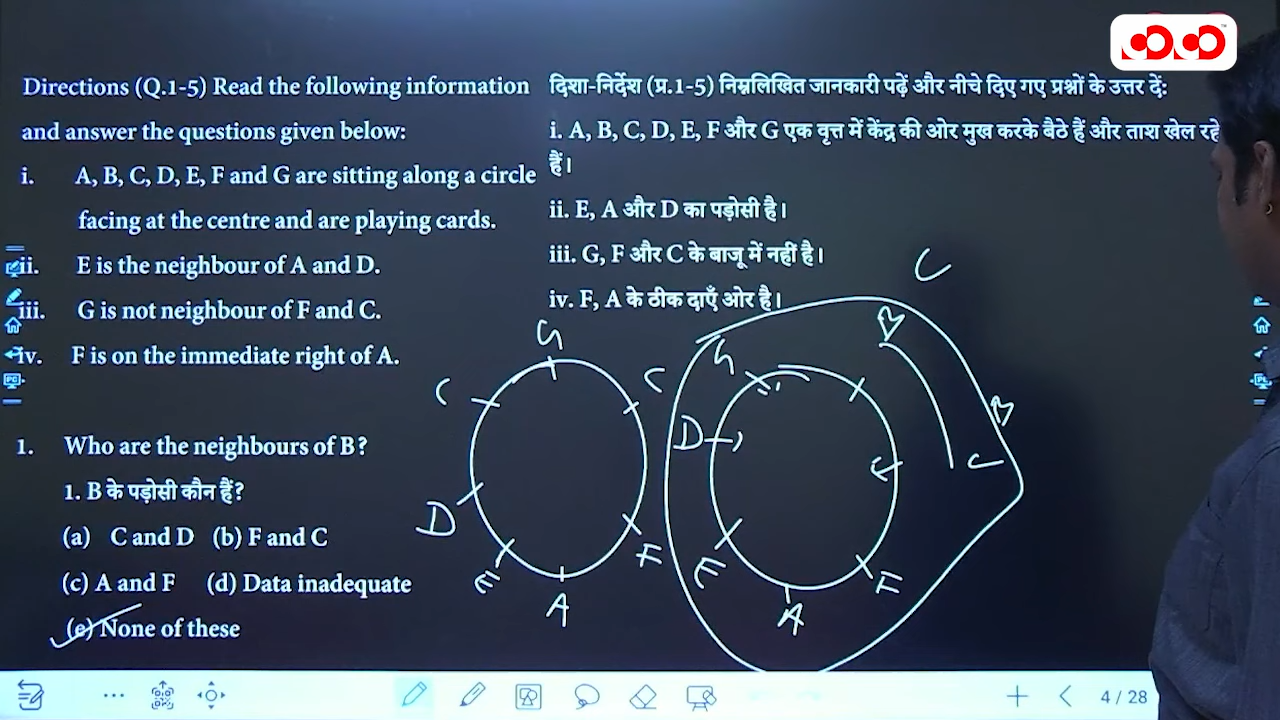 Directions (Q.1-5) Read the following information
and answer the questions given below:
i. A, B, C, D, E, F and G are sitting along a circle
facing at the centre and are playing cards.
ii. E is the neighbour of A and D.
iii. G is not neighbour of F and C.
iv. F is on the immediate right of A.
1. Who are the neighbours of B?
1. B के पड़ोसी कौन हैं?
(a) C and D (b) F and C
(c) A and F (d) Data inadequate
(e) None of these
दिशा-निर्देश (प्र.1-5) निम्नलिखित जानकारी पढ़ें और नीचे दिए गए प्रश्नों के उत्तर दें:
i. A, B, C, D, E, F और G एक वृत्त में केंद्र की ओर मुख करके बैठे हैं और ताश खेल रहे
हैं।
ii. E, A और D का पड़ोसी है।
iii. G, F और C के बाजू में नहीं है।
iv. F, A के ठीक दाएँ ओर है।
G
C C
D
E F
A
C
G B
D B
C
E F
A
4 / 28